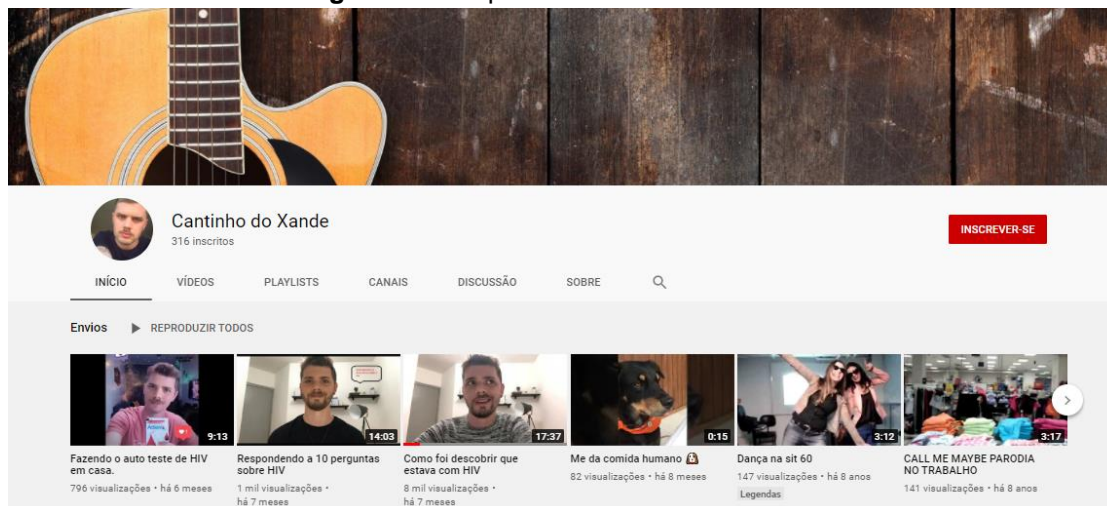 Cantinho do Xande
316 inscritos
INSCREVER-SE
INÍCIO VÍDEOS PLAYLISTS CANAIS DISCUSSÃO SOBRE
Envios REPRODUZIR TODOS
9:13
14:03
17:37
0:15
3:12
3:17
Fazendo o auto teste de HIV
em casa.
796 visualizações • há 6 meses
Respondendo a 10 perguntas
sobre HIV
1 mil visualizações •
há 7 meses
Como foi descobrir que
estava com HIV
8 mil visualizações •
há 7 meses
Me da comida humano
82 visualizações • há 8 meses
Dança na sit 60
147 visualizações • há 8 anos
Legendas
CALL ME MAYBE PARODIA
NO TRABALHO
141 visualizações • há 8 anos